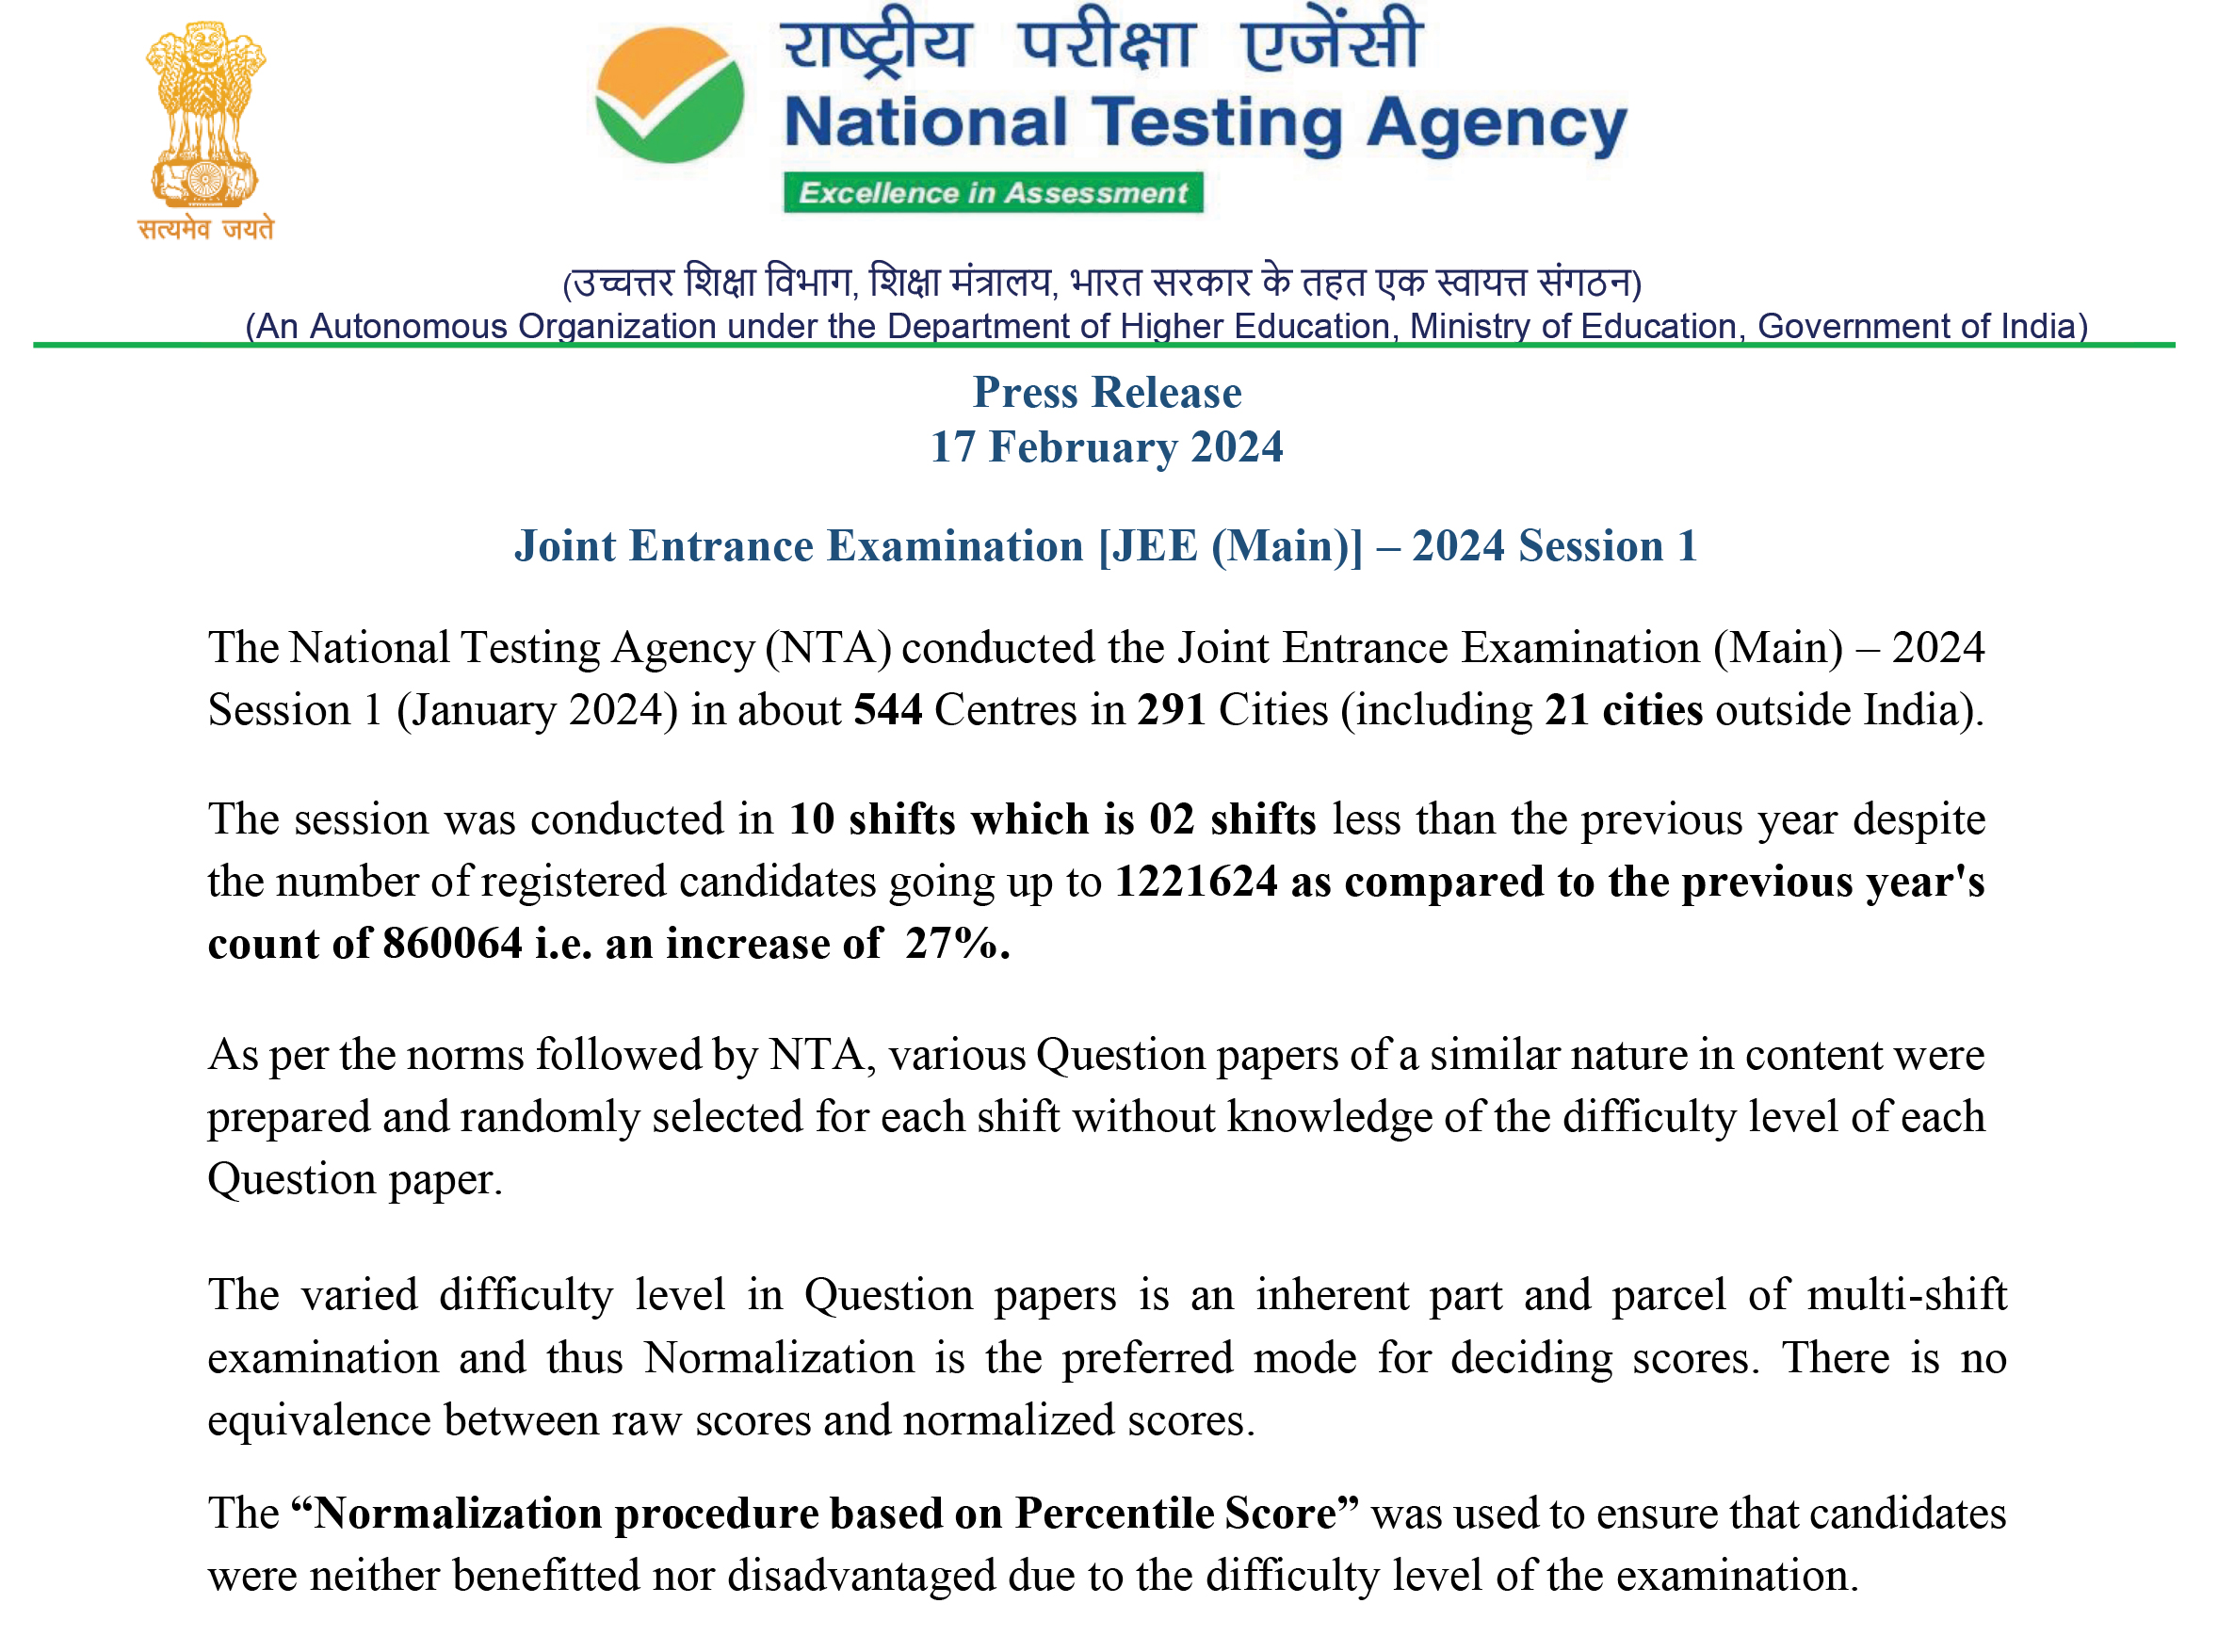 सत्यमेव जयते
राष्ट्रीय परीक्षा एजेंसी
National Testing Agency
Excellence in Assessment
(उच्चत्तर शिक्षा विभाग, शिक्षा मंत्रालय, भारत सरकार के तहत एक स्वायत्त संगठन)
(An Autonomous Organization under the Department of Higher Education, Ministry of Education, Government of India)
Press Release
17 February 2024
Joint Entrance Examination [JEE (Main)] – 2024 Session 1
The National Testing Agency (NTA) conducted the Joint Entrance Examination (Main) – 2024
Session 1 (January 2024) in about 544 Centres in 291 Cities (including 21 cities outside India).
The session was conducted in 10 shifts which is 02 shifts less than the previous year despite
the number of registered candidates going up to 1221624 as compared to the previous year's
count of 860064 i.e. an increase of 27%.
As per the norms followed by NTA, various Question papers of a similar nature in content were
prepared and randomly selected for each shift without knowledge of the difficulty level of each
Question paper.
The varied difficulty level in Question papers is an inherent part and parcel of multi-shift
examination and thus Normalization is the preferred mode for deciding scores. There is no
equivalence between raw scores and normalized scores.
The “Normalization procedure based on Percentile Score” was used to ensure that candidates
were neither benefitted nor disadvantaged due to the difficulty level of the examination.